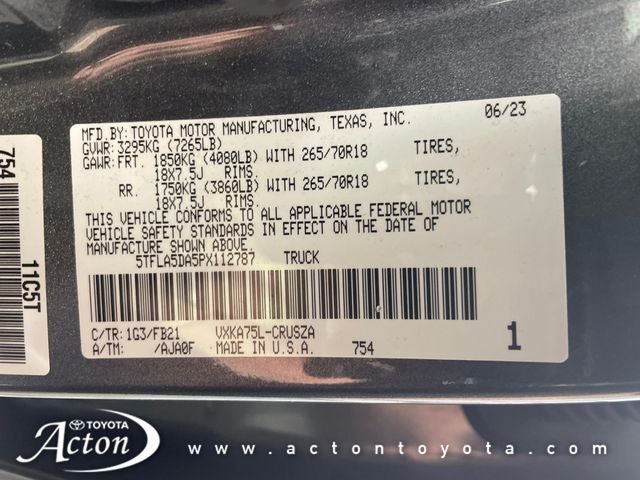 MFD.BY:TOYOTA MOTOR MANUFACTURING, TEXAS, INC. 06/23
GVWR: 3295KG (7265LB)
GAWR: FRT. 1850KG (4080LB) WITH 265/70R18 TIRES,
18X7.5J RIMS.
RR. 1750KG (3860LB) WITH 265/70R18 TIRES,
18X7.5J RIMS.
THIS VEHICLE CONFORMS TO ALL APPLICABLE FEDERAL MOTOR
VEHICLE SAFETY STANDARDS IN EFFECT ON THE DATE OF
MANUFACTURE SHOWN ABOVE.
5TFLA5DA5PX112787 TRUCK
C/TR: 1G3/FB21 VXKA75L-CRUSZA
A/TM: /AJA0F MADE IN U.S.A. 754 1
754
11C5T
TOYOTA
Acton
www.actontoyota.com